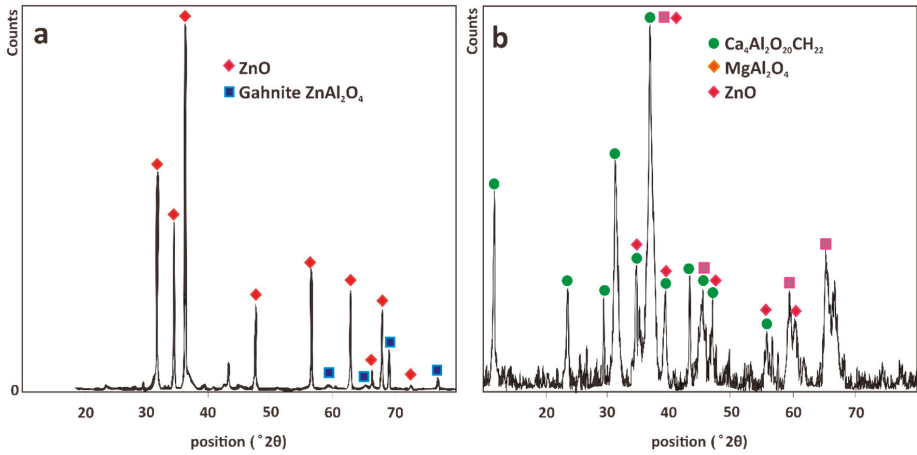 Counts
a
ZnO
Gahnite ZnAl₂O₄
0
20 30 40 50 60 70
position (˚2θ)
Counts
b
Ca₄Al₂O₂₀CH₂₂
MgAl₂O₄
ZnO
20 30 40 50 60 70
position (˚2θ)